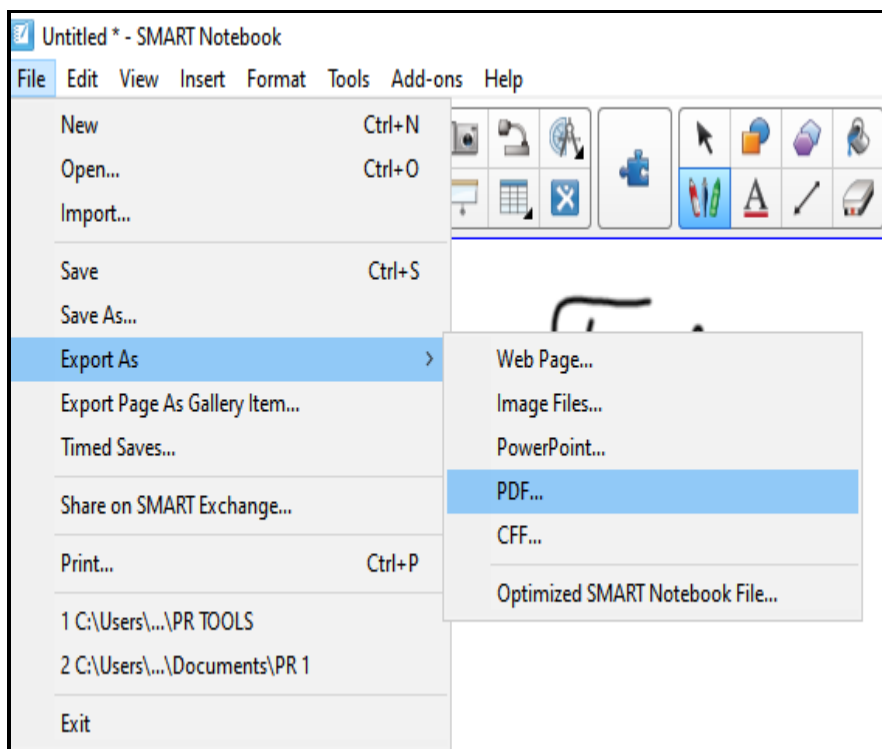 Untitled * - SMART Notebook
File Edit View Insert Format Tools Add-ons Help
New Ctrl+N
Open... Ctrl+O
Import...
Save Ctrl+S
Save As...
Export As
Export Page As Gallery Item...
Timed Saves...
Share on SMART Exchange...
Print... Ctrl+P
1 C:\Users\...\PR TOOLS
2 C:\Users\...\Documents\PR 1
Exit
Web Page...
Image Files...
PowerPoint...
PDF...
CFF...
Optimized SMART Notebook File...
A